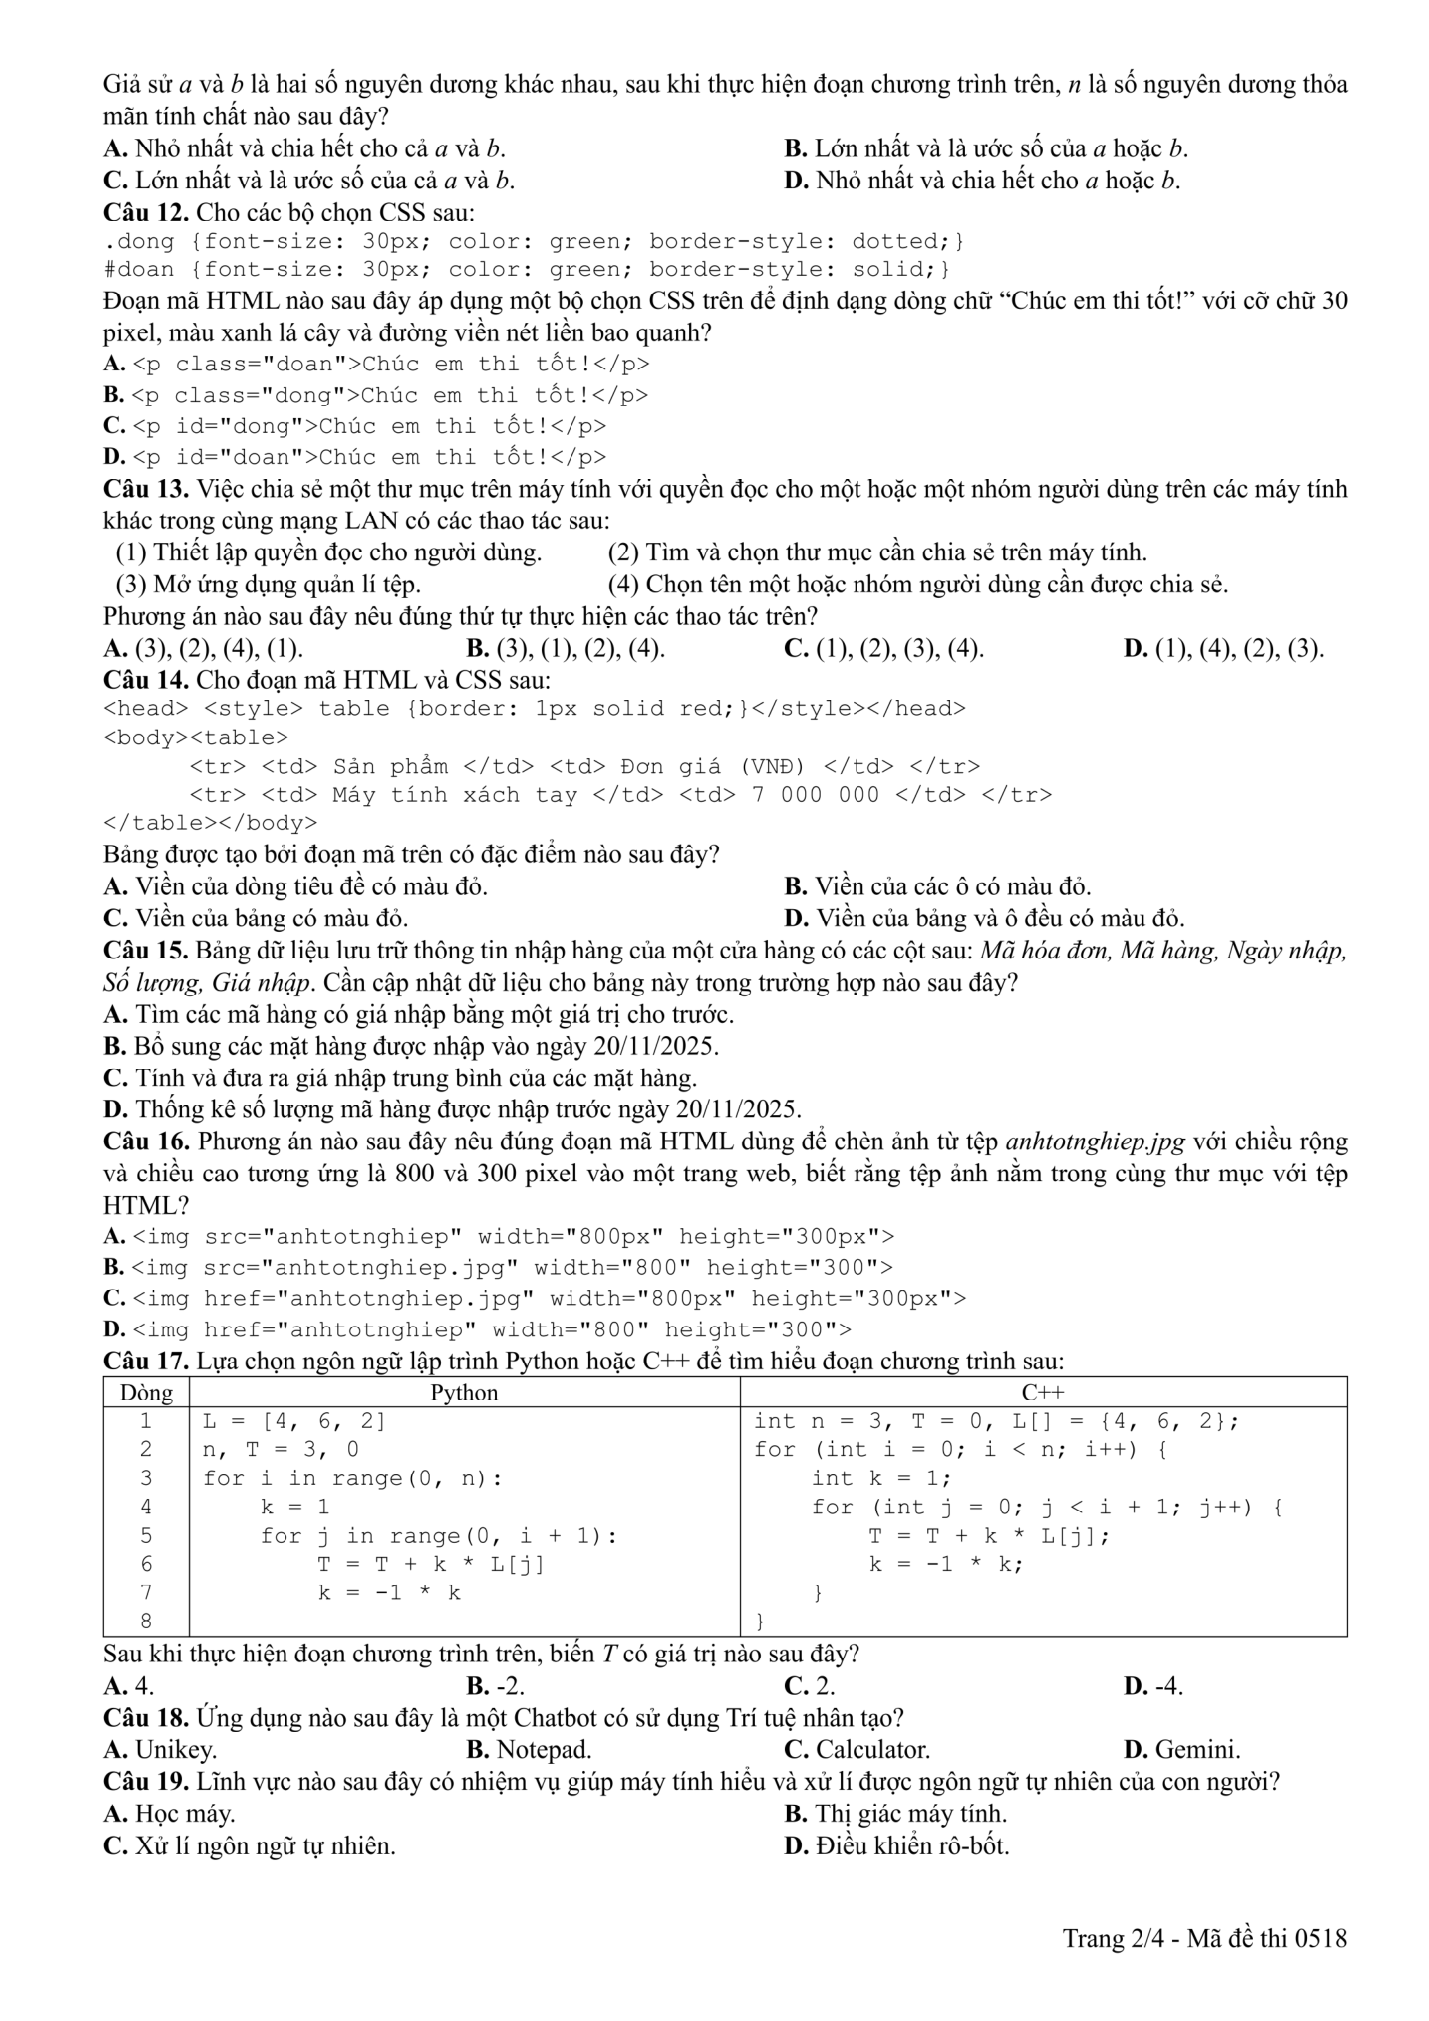 Giả sử a và b là hai số nguyên dương khác nhau, sau khi thực hiện đoạn chương trình trên, n là số nguyên dương thỏa
mãn tính chất nào sau đây?
A. Nhỏ nhất và chia hết cho cả a và b. B. Lớn nhất và là ước số của a hoặc b.
C. Lớn nhất và là ước số của cả a và b. D. Nhỏ nhất và chia hết cho a hoặc b.
Câu 12. Cho các bộ chọn CSS sau:
.dong {font-size: 30px; color: green; border-style: dotted;}
#doan {font-size: 30px; color: green; border-style: solid;}
Đoạn mã HTML nào sau đây áp dụng một bộ chọn CSS trên để định dạng dòng chữ “Chúc em thi tốt!” với cỡ chữ 30
pixel, màu xanh lá cây và đường viền nét liền bao quanh?
A. <p class="doan">Chúc em thi tốt!</p>
B. <p class="dong">Chúc em thi tốt!</p>
C. <p id="dong">Chúc em thi tốt!</p>
D. <p id="doan">Chúc em thi tốt!</p>
Câu 13. Việc chia sẻ một thư mục trên máy tính với quyền đọc cho một hoặc một nhóm người dùng trên các máy tính
khác trong cùng mạng LAN có các thao tác sau:
(1) Thiết lập quyền đọc cho người dùng. (2) Tìm và chọn thư mục cần chia sẻ trên máy tính.
(3) Mở ứng dụng quản lí tệp. (4) Chọn tên một hoặc nhóm người dùng cần được chia sẻ.
Phương án nào sau đây nêu đúng thứ tự thực hiện các thao tác trên?
A. (3), (2), (4), (1). B. (3), (1), (2), (4). C. (1), (2), (3), (4). D. (1), (4), (2), (3).
Câu 14. Cho đoạn mã HTML và CSS sau:
<head> <style> table {border: 1px solid red;}</style></head>
<body><table>
<tr> <td> Sản phẩm </td> <td> Đơn giá (VNĐ) </td> </tr>
<tr> <td> Máy tính xách tay </td> <td> 7 000 000 </td> </tr>
</table></body>
Bảng được tạo bởi đoạn mã trên có đặc điểm nào sau đây?
A. Viền của dòng tiêu đề có màu đỏ. B. Viền của các ô có màu đỏ.
C. Viền của bảng có màu đỏ. D. Viền của bảng và ô đều có màu đỏ.
Câu 15. Bảng dữ liệu lưu trữ thông tin nhập hàng của một cửa hàng có các cột sau: Mã hóa đơn, Mã hàng, Ngày nhập,
Số lượng, Giá nhập. Cần cập nhật dữ liệu cho bảng này trong trường hợp nào sau đây?
A. Tìm các mã hàng có giá nhập bằng một giá trị cho trước.
B. Bổ sung các mặt hàng được nhập vào ngày 20/11/2025.
C. Tính và đưa ra giá nhập trung bình của các mặt hàng.
D. Thống kê số lượng mã hàng được nhập trước ngày 20/11/2025.
Câu 16. Phương án nào sau đây nêu đúng đoạn mã HTML dùng để chèn ảnh từ tệp anhtotnghiep.jpg với chiều rộng
và chiều cao tương ứng là 800 và 300 pixel vào một trang web, biết rằng tệp ảnh nằm trong cùng thư mục với tệp
HTML?
A. <img src="anhtotnghiep" width="800px" height="300px">
B. <img src="anhtotnghiep.jpg" width="800" height="300">
C. <img href="anhtotnghiep.jpg" width="800px" height="300px">
D. <img href="anhtotnghiep" width="800" height="300">
Câu 17. Lựa chọn ngôn ngữ lập trình Python hoặc C++ để tìm hiểu đoạn chương trình sau:
Dòng Python C++
1 L = [4, 6, 2] int n = 3, T = 0, L[] = {4, 6, 2};
2 n, T = 3, 0 for (int i = 0; i < n; i++) {
3 for i in range(0, n): int k = 1;
4 k = 1 for (int j = 0; j < i + 1; j++) {
5 for j in range(0, i + 1): T = T + k * L[j];
6 T = T + k * L[j] k = -1 * k;
7 k = -1 * k }
8 }
Sau khi thực hiện đoạn chương trình trên, biến T có giá trị nào sau đây?
A. 4. B. -2. C. 2. D. -4.
Câu 18. Ứng dụng nào sau đây là một Chatbot có sử dụng Trí tuệ nhân tạo?
A. Unikey. B. Notepad. C. Calculator. D. Gemini.
Câu 19. Lĩnh vực nào sau đây có nhiệm vụ giúp máy tính hiểu và xử lí được ngôn ngữ tự nhiên của con người?
A. Học máy. B. Thị giác máy tính.
C. Xử lí ngôn ngữ tự nhiên. D. Điều khiển rô-bốt.
Trang 2/4 - Mã đề thi 0518